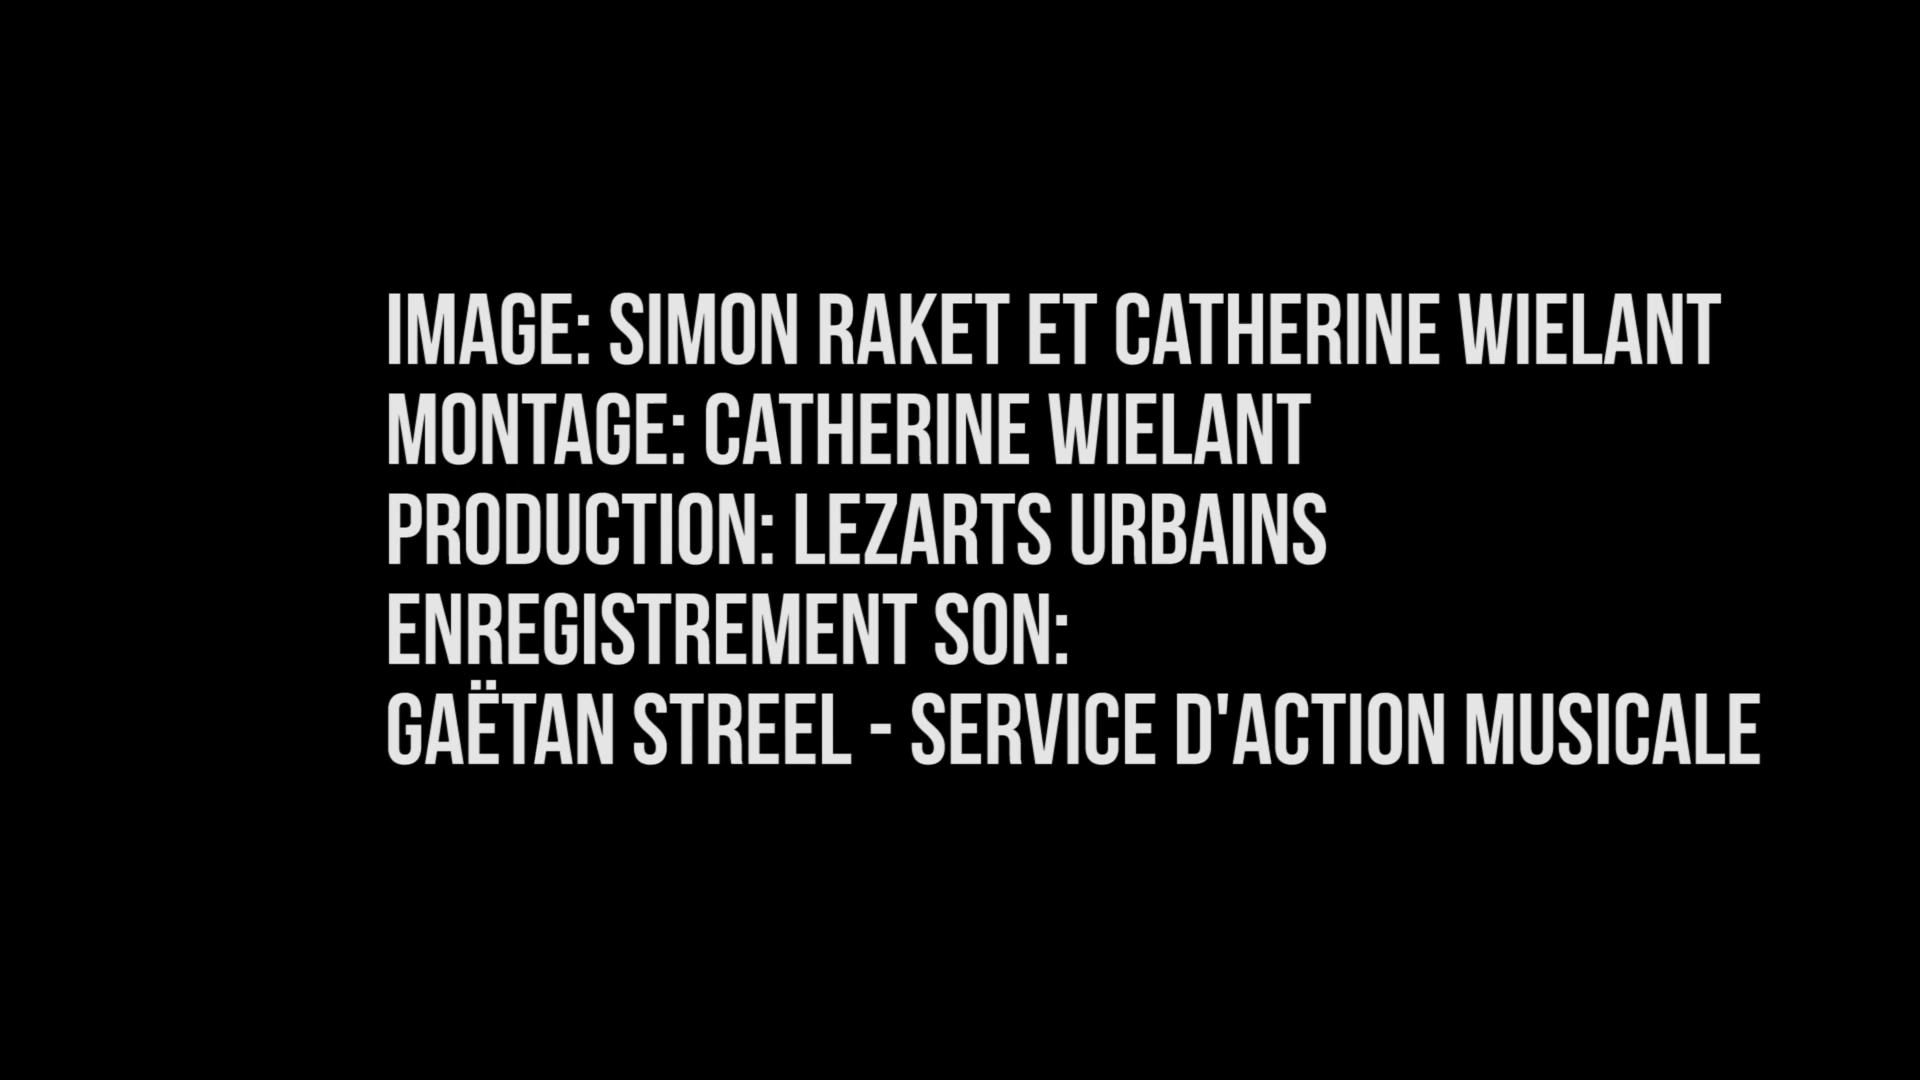 IMAGE: SIMON RAKET ET CATHERINE WIELANT
MONTAGE: CATHERINE WIELANT
PRODUCTION: LEZARTS URBAINS
ENREGISTREMENT SON:
GAËTAN STREEL - SERVICE D'ACTION MUSICALE